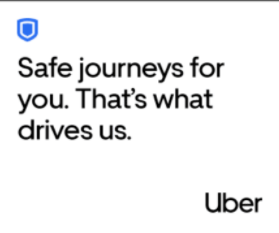 Safe journeys for
you. That's what
drives us.
Uber